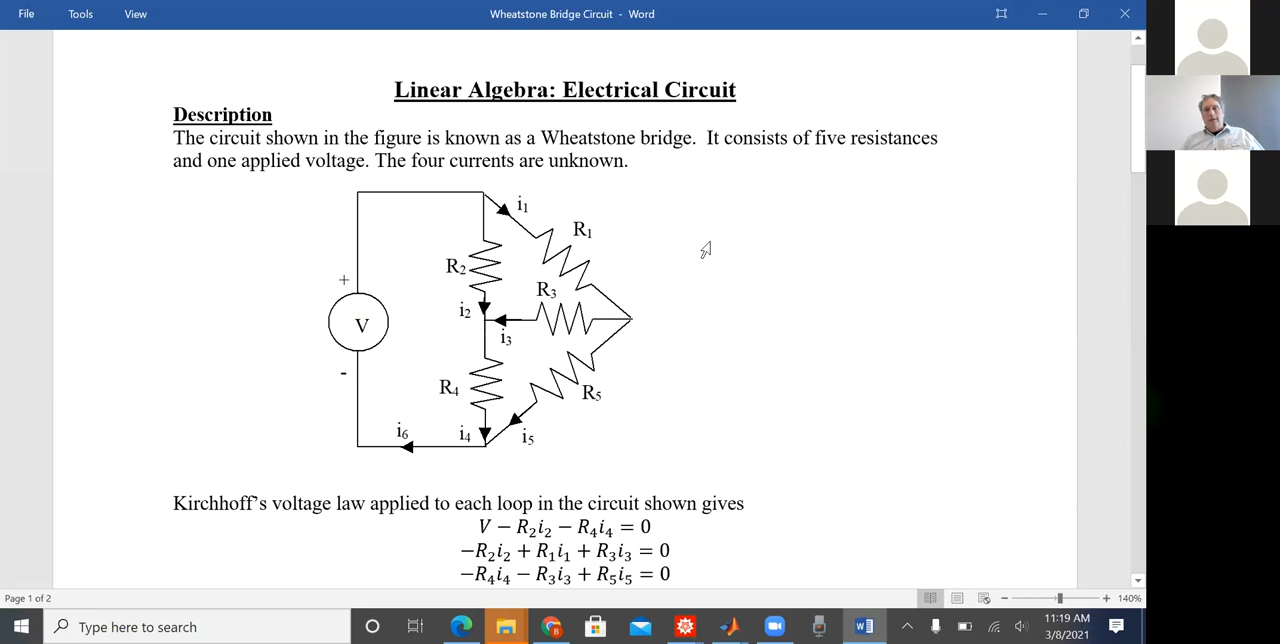 File Tools View Wheatstone Bridge Circuit - Word
Linear Algebra: Electrical Circuit
Description
The circuit shown in the figure is known as a Wheatstone bridge. It consists of five resistances
and one applied voltage. The four currents are unknown.
i₁
R₁
+
R₂
R₃
i₂
V
i₃
-
R₄
R₅
i₆
i₄
i₅
Kirchhoff's voltage law applied to each loop in the circuit shown gives
V − R₂i₂ − R₄i₄ = 0
−R₂i₂ + R₁i₁ + R₃i₃ = 0
−R₄i₄ − R₃i₃ + R₅i₅ = 0
Page 1 of 2
140%
Type here to search
11:19 AM
3/8/2021